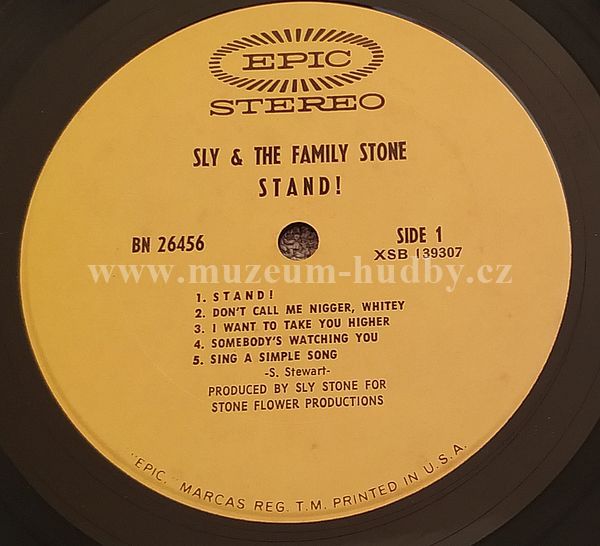 EPIC
STEREO
SLY & THE FAMILY STONE
STAND!
BN 26456
SIDE 1
XSB 139307
www.muzeum-hudby.cz
1. STAND!
2. DON'T CALL ME NIGGER, WHITEY
3. I WANT TO TAKE YOU HIGHER
4. SOMEBODY'S WATCHING YOU
5. SING A SIMPLE SONG
-S. Stewart-
PRODUCED BY SLY STONE FOR
STONE FLOWER PRODUCTIONS
"EPIC," MARCAS REG. T.M. PRINTED IN U.S.A.